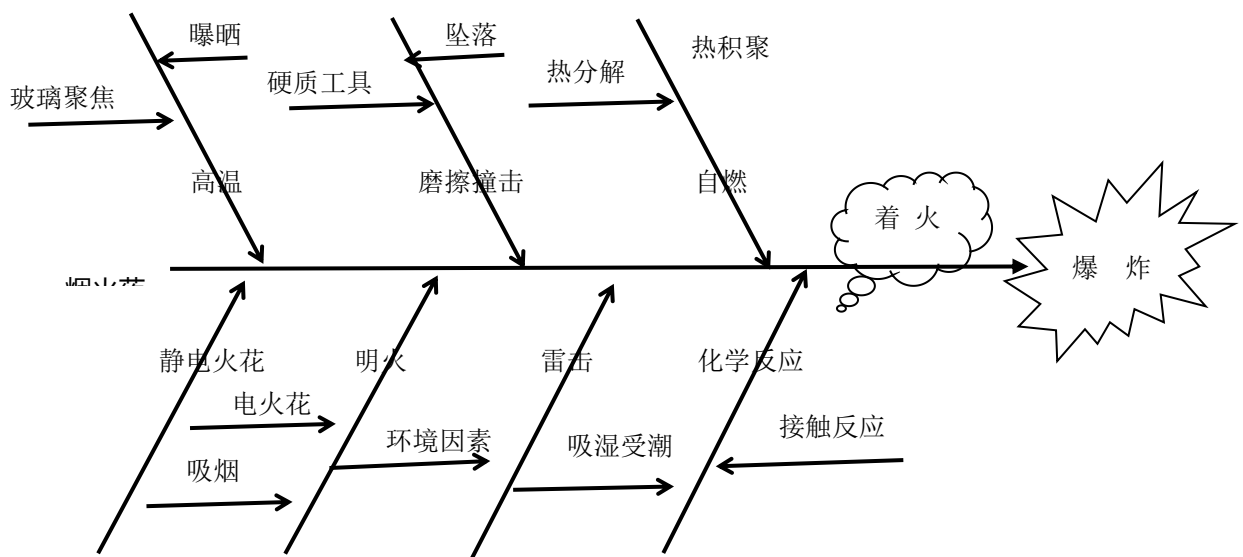 曝晒
坠落
热积聚
玻璃聚焦
硬质工具
热分解
高温
磨擦撞击
自燃
着火
爆炸
静电火花
明火
雷击
化学反应
电火花
环境因素
吸湿受潮
接触反应
吸烟